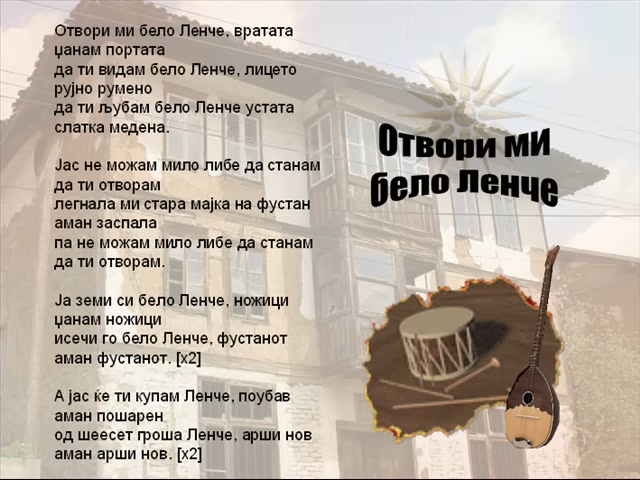 Отвори ми бело Ленче, вратата
џанам портата
да ти видам бело Ленче, лицето
рујно румено
да ти љубам бело Ленче устата
слатка медена.
Јас не можам мило либе да станам
да ти отворам
легнала ми стара мајка на фустан
аман заспала
па не можам мило либе да станам
да ти отворам.
Ја земи си бело Ленче, ножици
џанам ножици
исечи го бело Ленче, фустанот
аман фустанот. [x2]
А јас ќе ти купам Ленче, поубав
аман пошарен
од шеесет гроша Ленче, арши нов
аман арши нов. [x2]
Отвори ми
бело Ленче